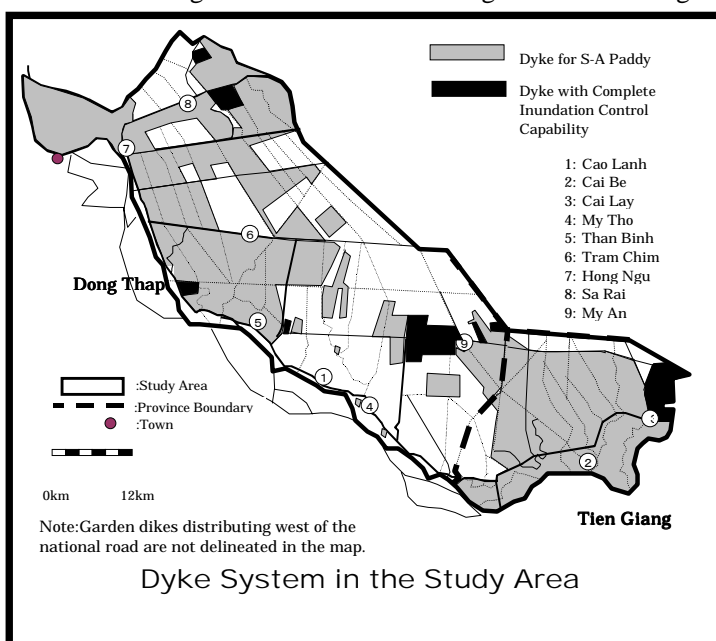 Dyke for S-A Paddy
Dyke with Complete
Inundation Control
Capability
1: Cao Lanh
2: Cai Be
3: Cai Lay
4: My Tho
5: Than Binh
6: Tram Chim
7: Hong Ngu
8: Sa Rai
9: My An
8
7
6
Dong Thap
5
9
1
4
3
2
:Study Area
:Province Boundary
:Town
0km 12km
Tien Giang
Note:Garden dikes distributing west of the
national road are not delineated in the map.
Dyke System in the Study Area